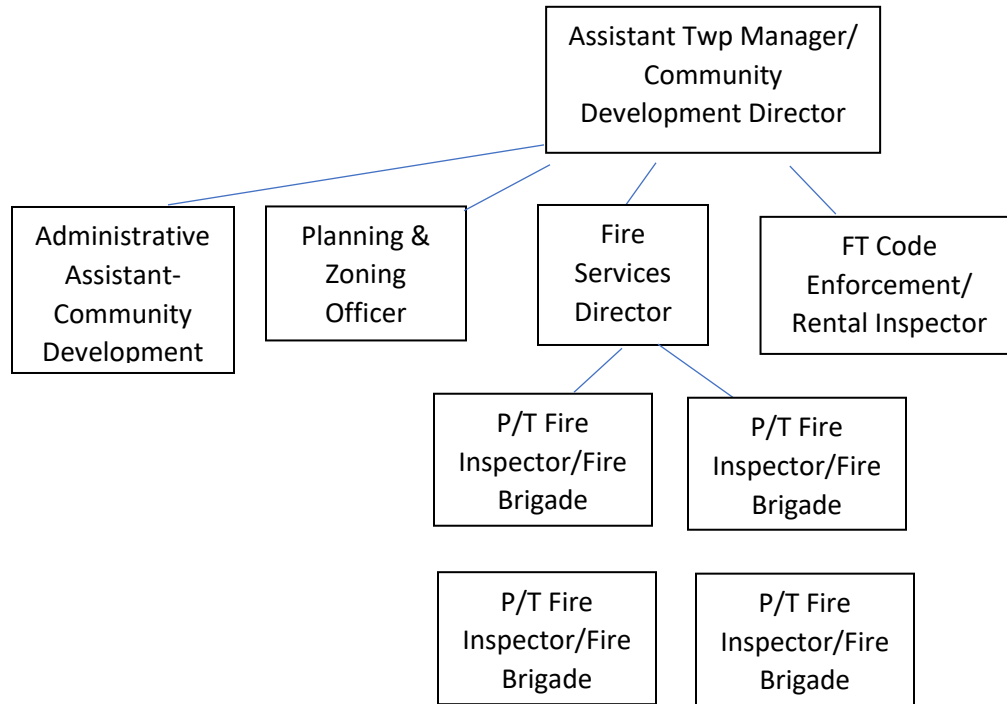 Assistant Twp Manager/
Community
Development Director
Administrative
Assistant-
Community
Development
Planning &
Zoning
Officer
Fire
Services
Director
FT Code
Enforcement/
Rental Inspector
P/T Fire
Inspector/Fire
Brigade
P/T Fire
Inspector/Fire
Brigade
P/T Fire
Inspector/Fire
Brigade
P/T Fire
Inspector/Fire
Brigade